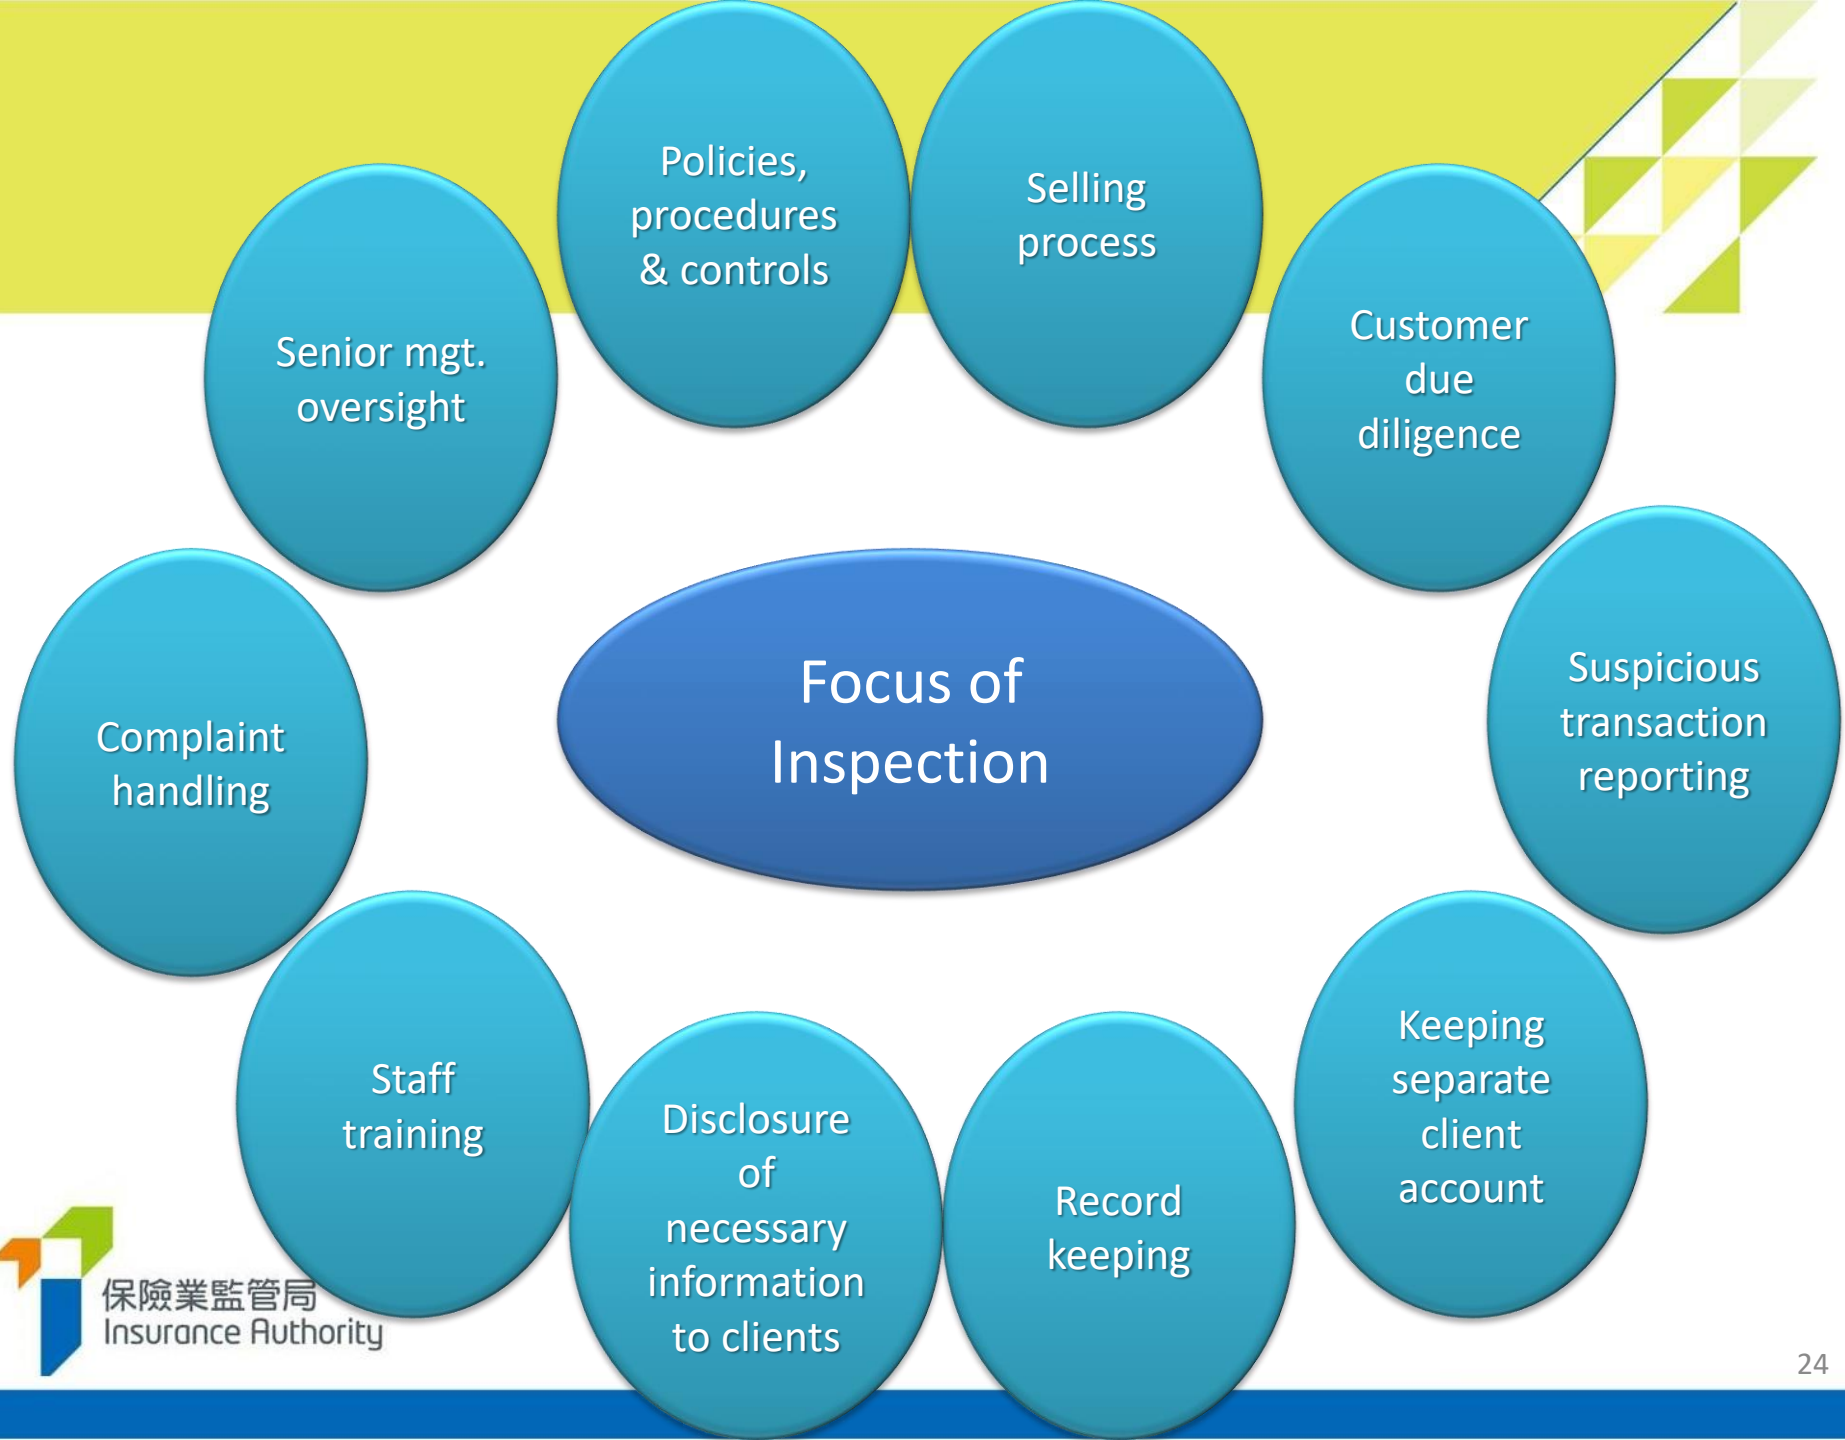 Policies,
procedures
& controls
Selling
process
Customer
due
diligence
Suspicious
transaction
reporting
Keeping
separate
client
account
Record
keeping
Disclosure
of
necessary
information
to clients
Staff
training
Complaint
handling
Senior mgt.
oversight
Focus of
Inspection
保險業監管局
Insurance Authority
24